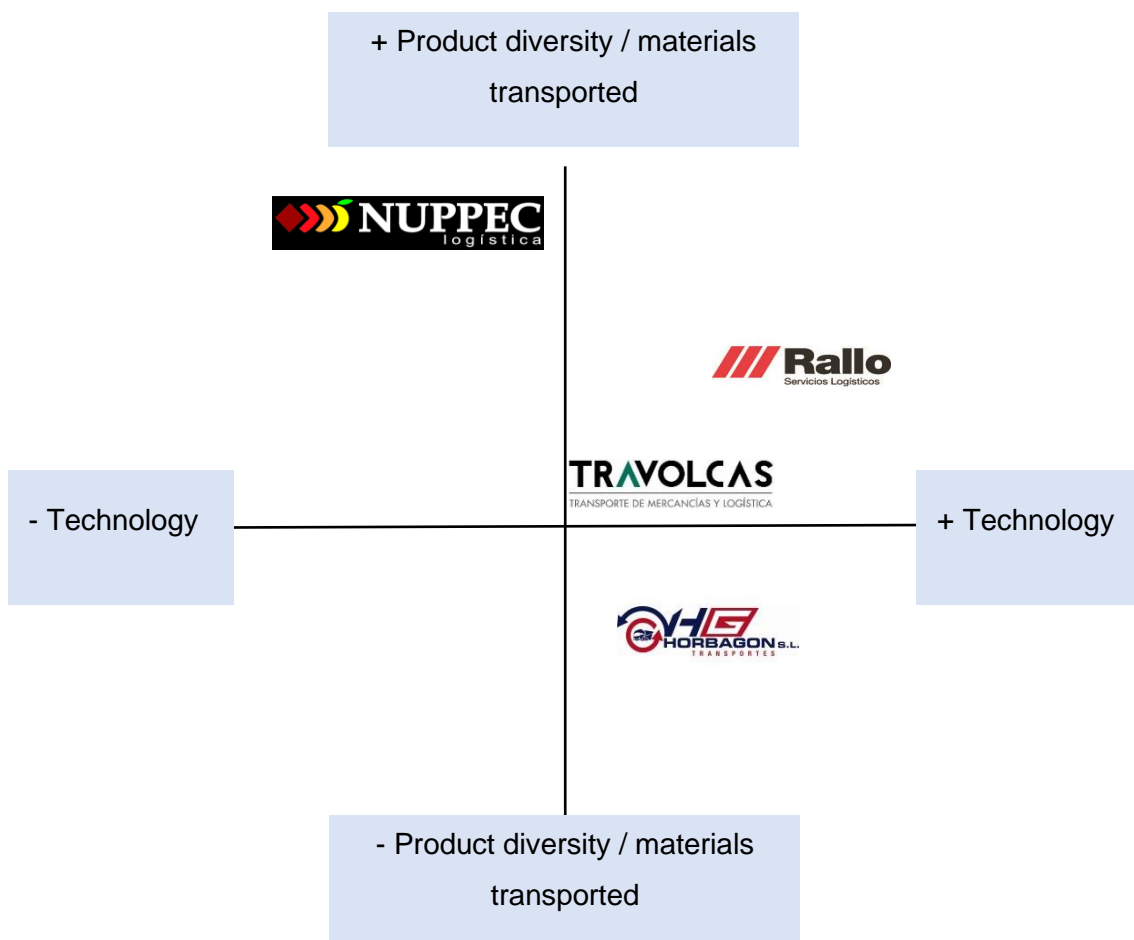 + Product diversity / materials
transported
NUPPEC
logística
Rallo
Servicios Logísticos
TRAVOLCAS
TRANSPORTE DE MERCANCÍAS Y LOGÍSTICA
- Technology
+ Technology
HG
HORBAGON S.L.
TRANSPORTES
- Product diversity / materials
transported